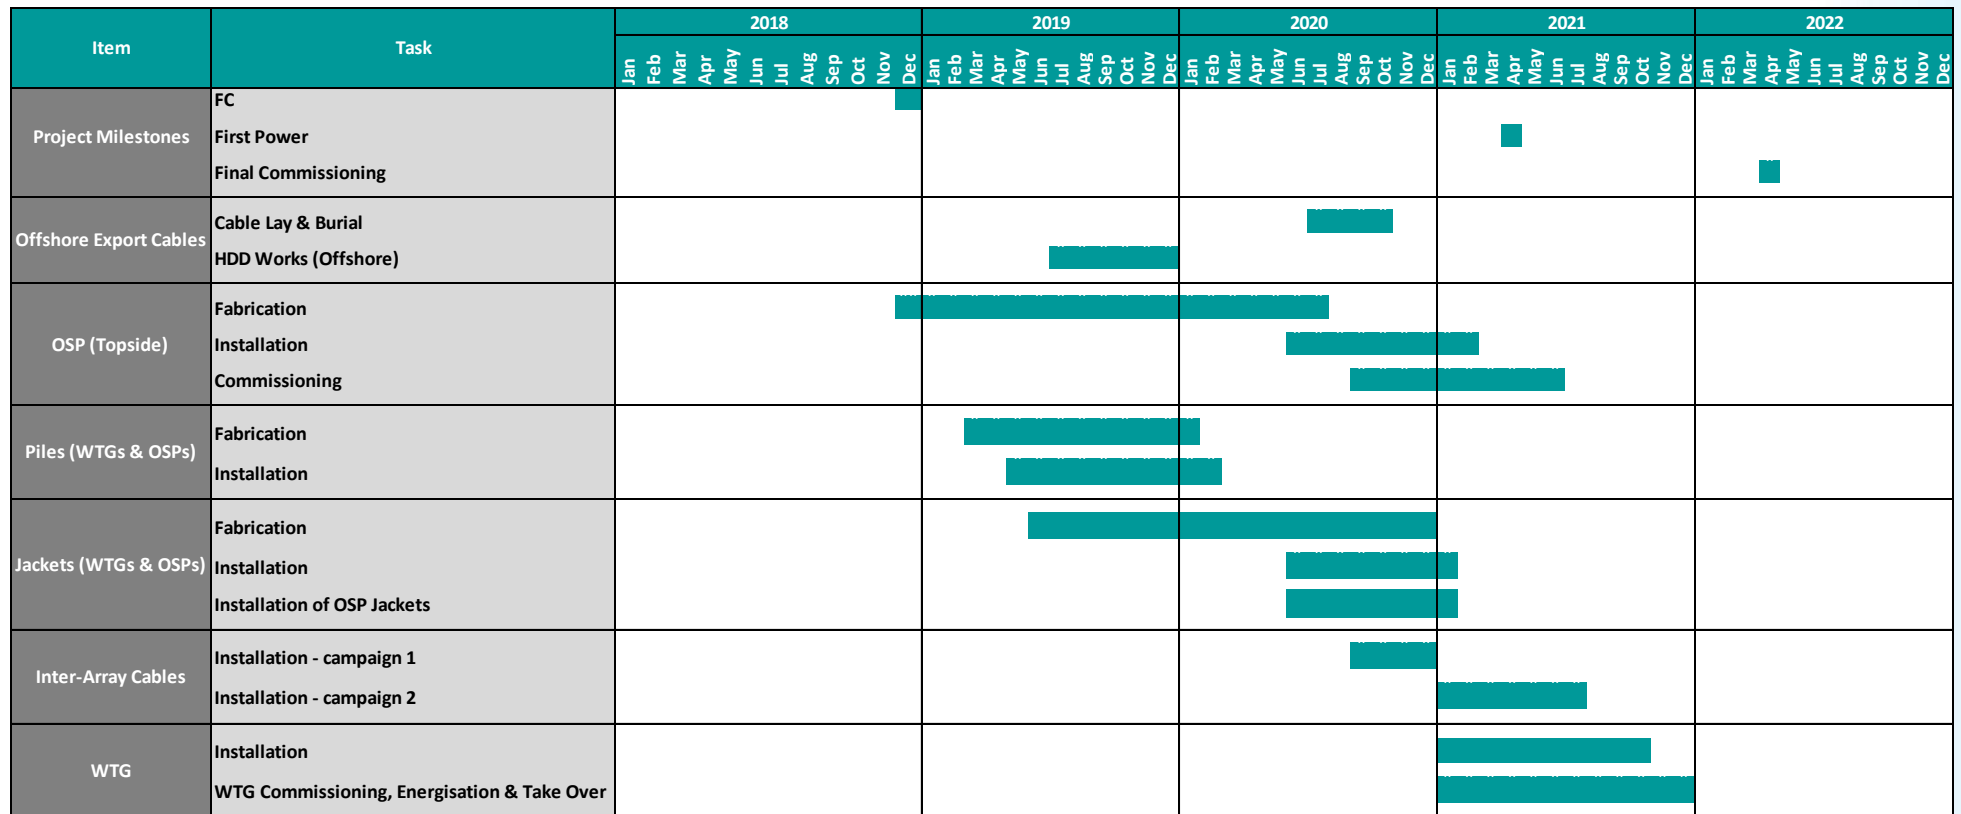 Item
Task
2018
2019
2020
2021
2022
Jan Feb Mar Apr May Jun Jul Aug Sep Oct Nov Dec Jan Feb Mar Apr May Jun Jul Aug Sep Oct Nov Dec Jan Feb Mar Apr May Jun Jul Aug Sep Oct Nov Dec Jan Feb Mar Apr May Jun Jul Aug Sep Oct Nov Dec Jan Feb Mar Apr May Jun Jul Aug Sep Oct Nov Dec
Project Milestones
FC
First Power
Final Commissioning
Offshore Export Cables
Cable Lay & Burial
HDD Works (Offshore)
OSP (Topside)
Fabrication
Installation
Commissioning
Piles (WTGs & OSPs)
Fabrication
Installation
Jackets (WTGs & OSPs)
Fabrication
Installation
Installation of OSP Jackets
Inter-Array Cables
Installation - campaign 1
Installation - campaign 2
WTG
Installation
WTG Commissioning, Energisation & Take Over